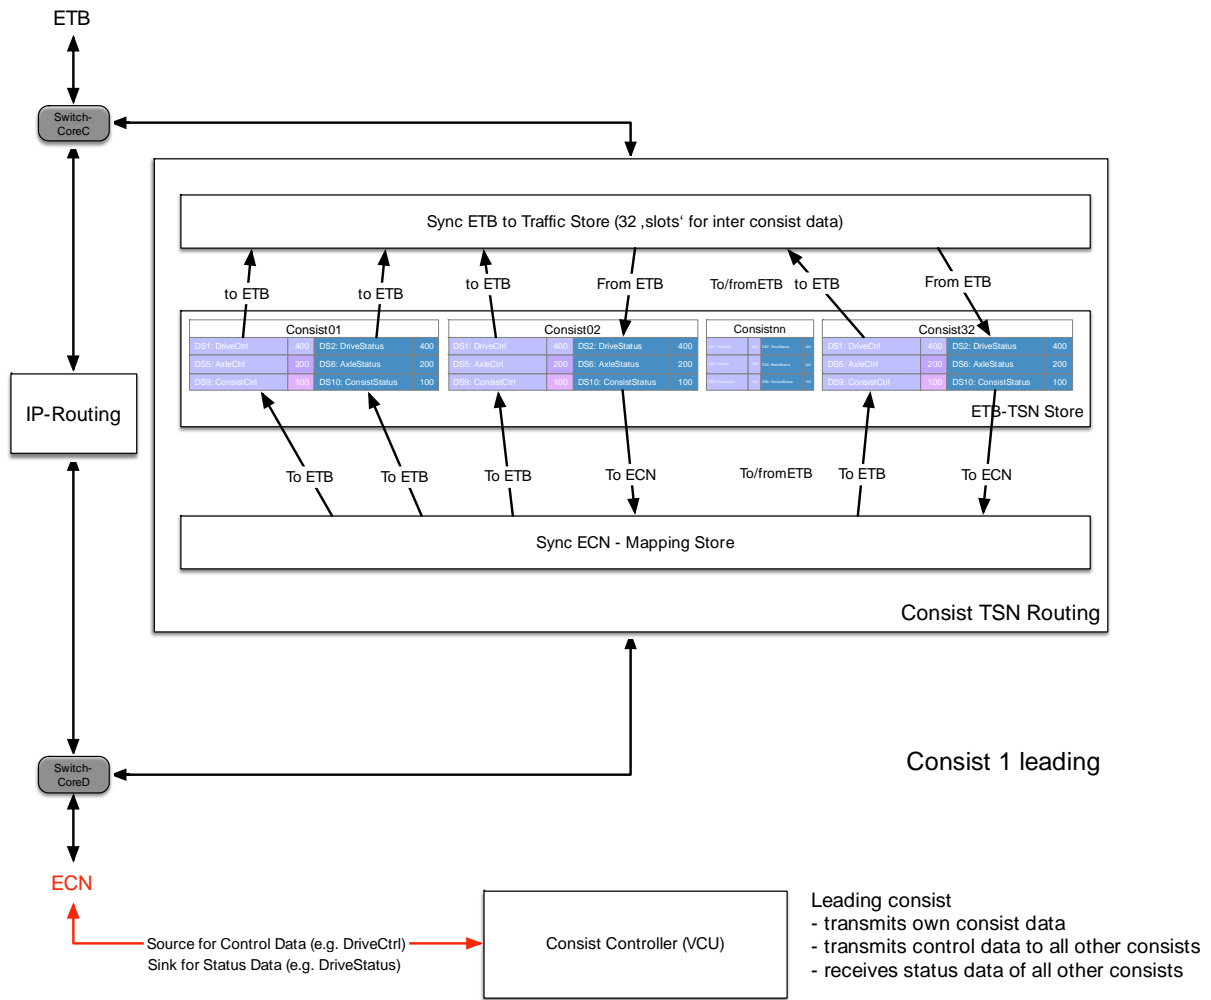 ETB
Switch-
CoreC
Sync ETB to Traffic Store (32 ‚slots‘ for inter consist data)
to ETB
to ETB
to ETB
From ETB
To/fromETB
to ETB
From ETB
Consist01
Consist02
Consistnn
Consist32
DS1: DriveCtrl 400 DS2: DriveStatus 400
DS5: AxleCtrl 200 DS6: AxleStatus 200
DS9: ConsistCtrl 100 DS10: ConsistStatus 100
DS1: DriveCtrl 400 DS2: DriveStatus 400
DS5: AxleCtrl 200 DS6: AxleStatus 200
DS9: ConsistCtrl 100 DS10: ConsistStatus 100
DS1: DriveCtrl 400 DS2: DriveStatus 400
DS5: AxleCtrl 200 DS6: AxleStatus 200
DS9: ConsistCtrl 100 DS10: ConsistStatus 100
ETB-TSN Store
IP-Routing
To ETB
To ETB
To ETB
To ECN
To/fromETB
To ETB
To ECN
Sync ECN - Mapping Store
Consist TSN Routing
Switch-
CoreD
Consist 1 leading
ECN
Source for Control Data (e.g. DriveCtrl)
Sink for Status Data (e.g. DriveStatus)
Consist Controller (VCU)
Leading consist
- transmits own consist data
- transmits control data to all other consists
- receives status data of all other consists